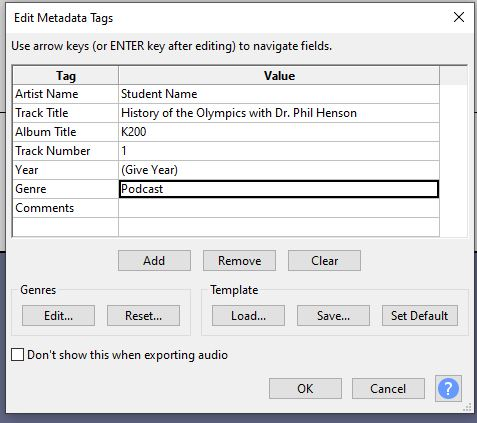 Edit Metadata Tags
Use arrow keys (or ENTER key after editing) to navigate fields.
Tag Value
Artist Name Student Name
Track Title History of the Olympics with Dr. Phil Henson
Album Title K200
Track Number 1
Year (Give Year)
Genre Podcast
Comments
Add Remove Clear
Genres Template
Edit... Reset... Load... Save... Set Default
Don't show this when exporting audio
OK Cancel ?